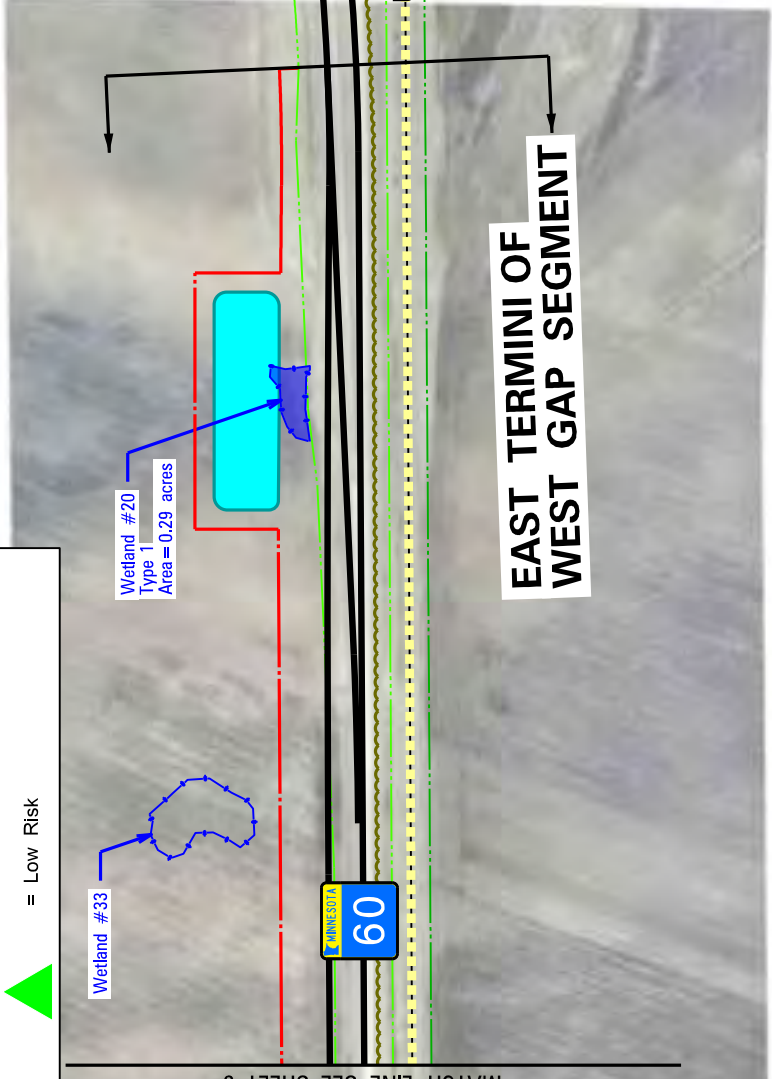 EAST TERMINI OF
WEST GAP SEGMENT
Wetland #20
Type 1
Area = 0.29 acres
Wetland #33
= Low Risk
MINNESOTA
60